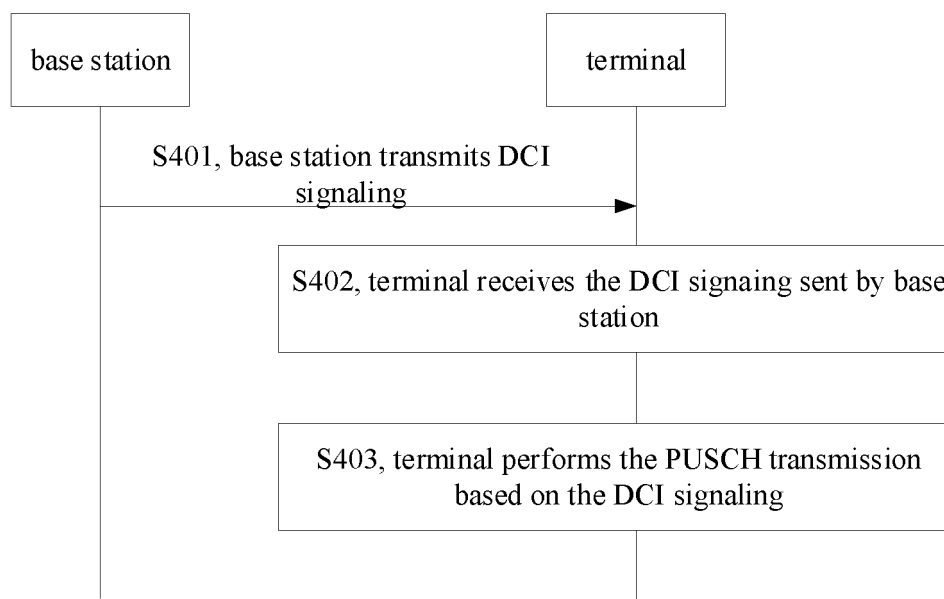 base station
terminal
S401, base station transmits DCI
signaling
S402, terminal receives the DCI signaing sent by base
station
S403, terminal performs the PUSCH transmission
based on the DCI signaling